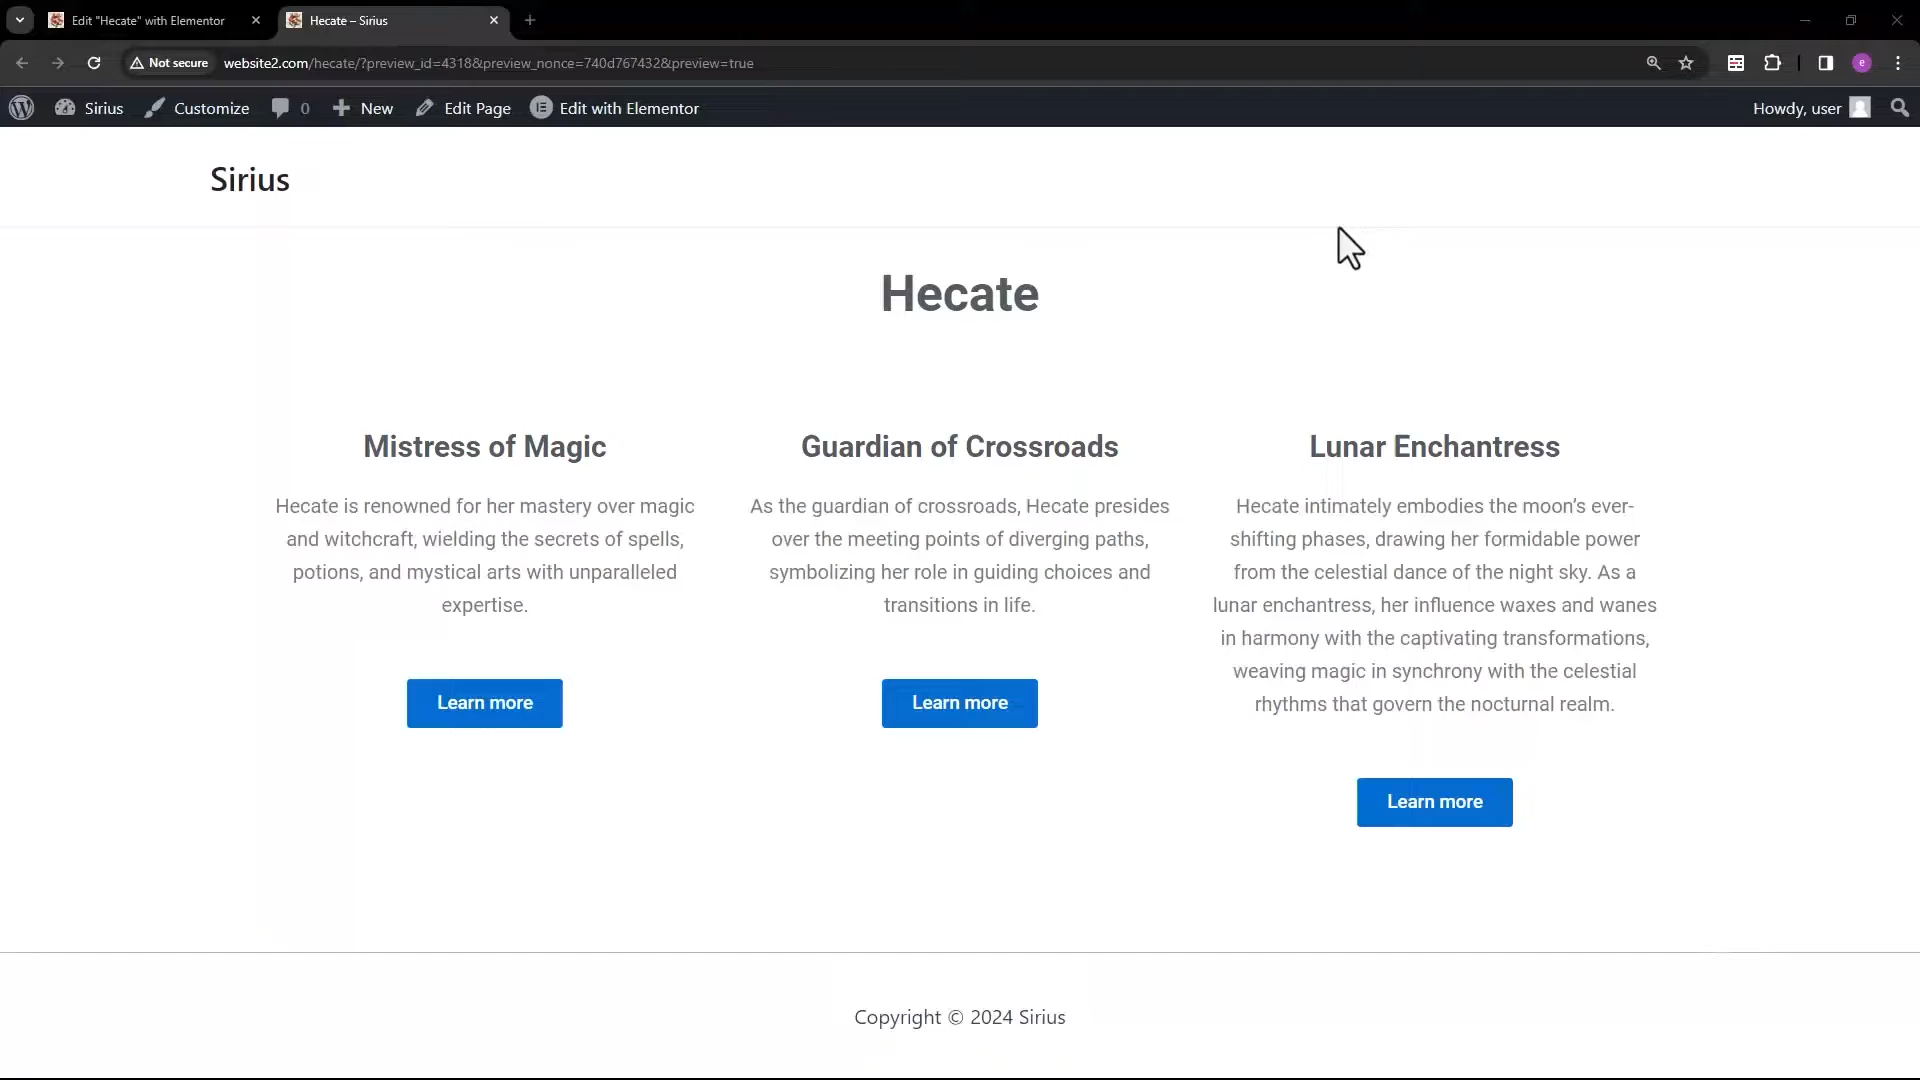 Edit "Hecate" with Elementor
Hecate – Sirius
Not secure
website2.com/hecate/?preview_id=4318&preview_nonce=740d767432&preview=true
e
Sirius
Customize
0
New
Edit Page
Edit with Elementor
Howdy, user
Sirius
Hecate
Mistress of Magic
Hecate is renowned for her mastery over magic
and witchcraft, wielding the secrets of spells,
potions, and mystical arts with unparalleled
expertise.
Learn more
Guardian of Crossroads
As the guardian of crossroads, Hecate presides
over the meeting points of diverging paths,
symbolizing her role in guiding choices and
transitions in life.
Learn more
Lunar Enchantress
Hecate intimately embodies the moon’s ever-
shifting phases, drawing her formidable power
from the celestial dance of the night sky. As a
lunar enchantress, her influence waxes and wanes
in harmony with the captivating transformations,
weaving magic in synchrony with the celestial
rhythms that govern the nocturnal realm.
Learn more
Copyright © 2024 Sirius